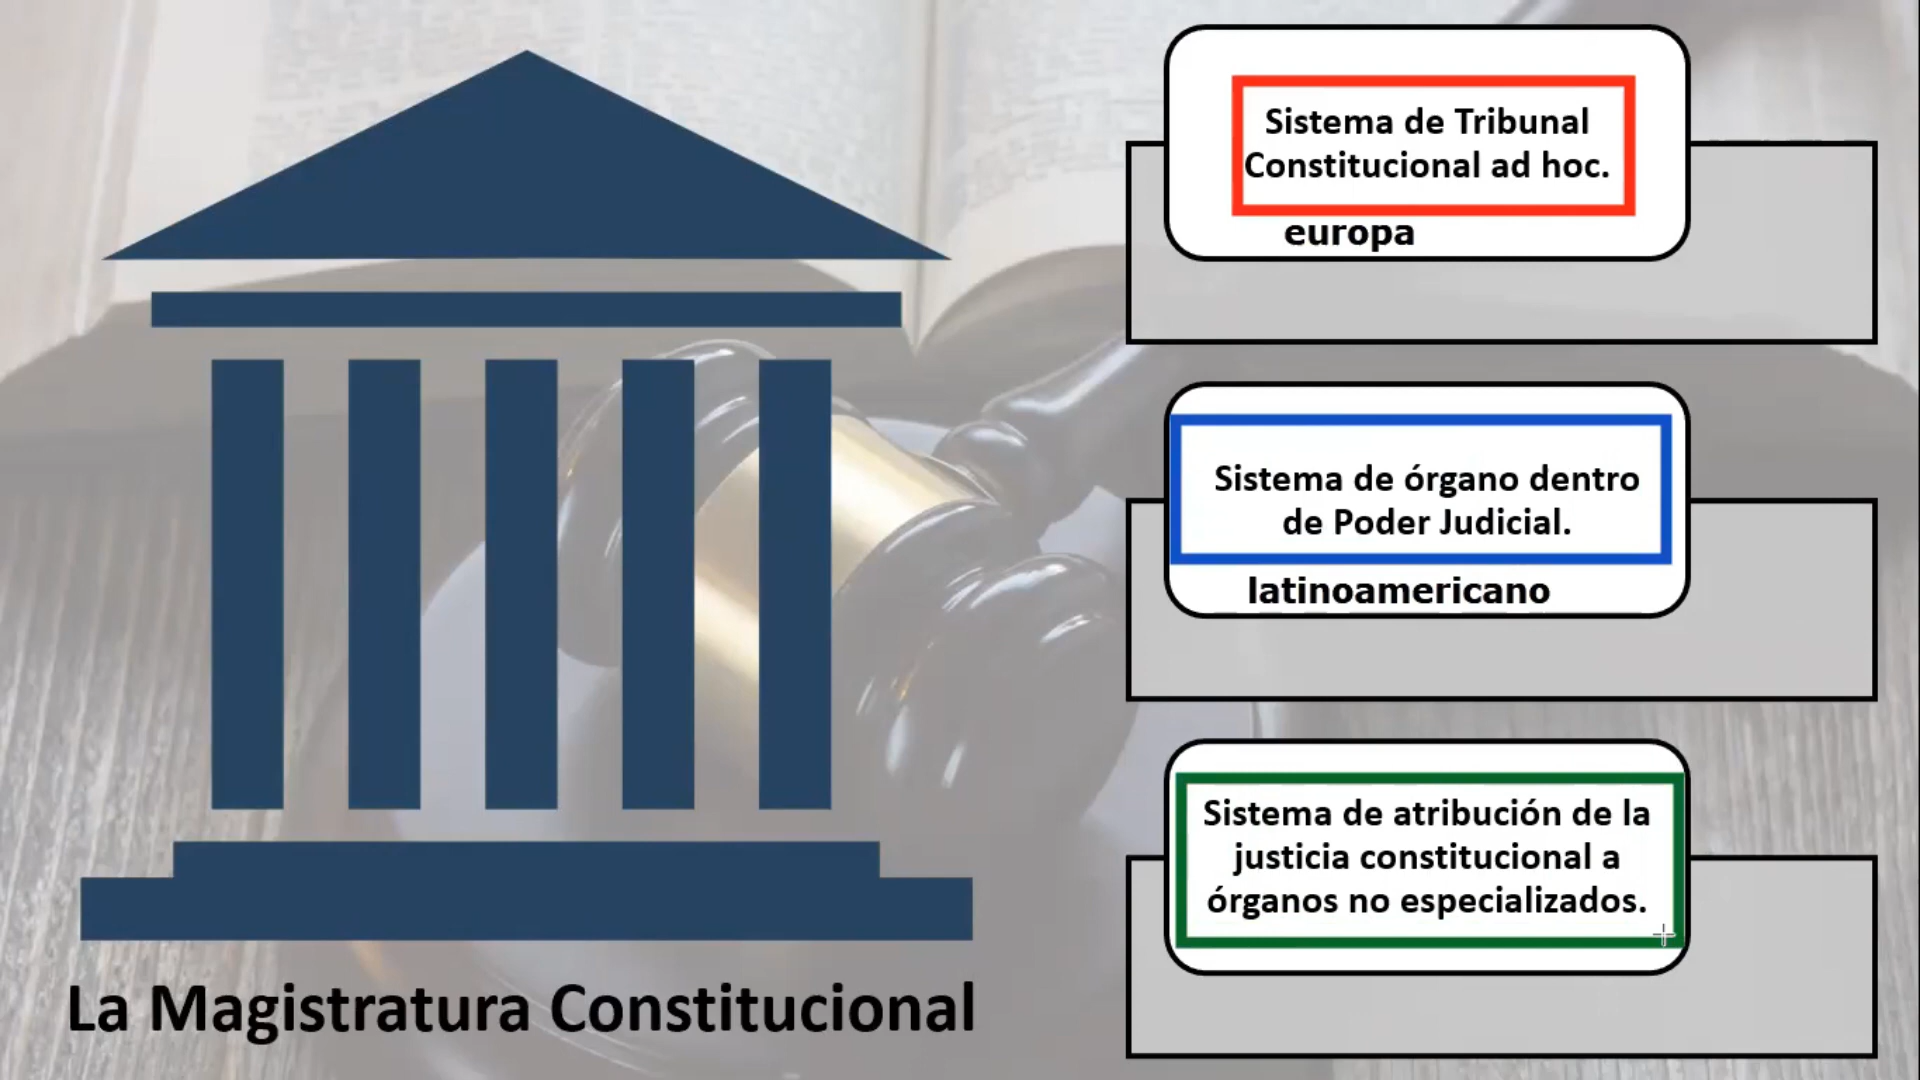 Sistema de Tribunal
Constitucional ad hoc.
europa
Sistema de órgano dentro
de Poder Judicial.
latinoamericano
Sistema de atribución de la
justicia constitucional a
órganos no especializados.
La Magistratura Constitucional